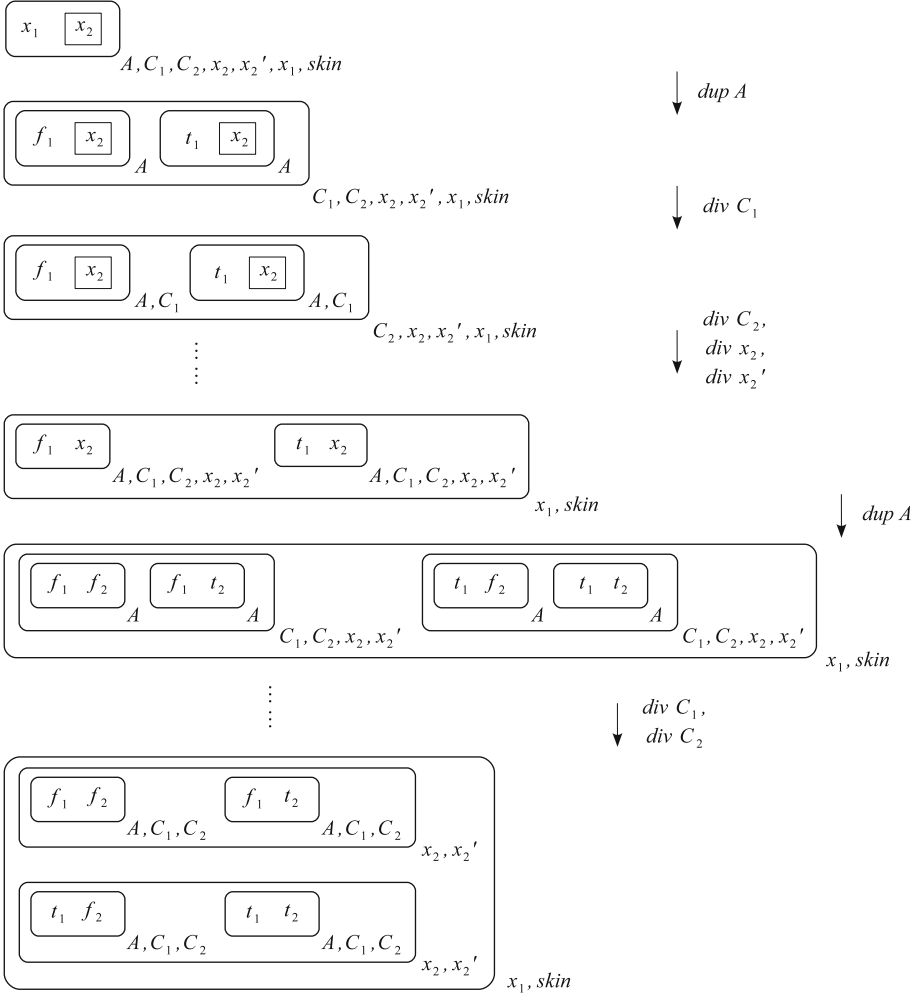 x₁ x₂
A, C₁, C₂, x₂, x₂′, x₁, skin
dup A
f₁ x₂ A t₁ x₂ A
C₁, C₂, x₂, x₂′, x₁, skin
div C₁
f₁ x₂ A, C₁ t₁ x₂ A, C₁
C₂, x₂, x₂′, x₁, skin
div C₂,
div x₂,
div x₂′
f₁ x₂ t₁ x₂
A, C₁, C₂, x₂, x₂′ A, C₁, C₂, x₂, x₂′
x₁, skin
dup A
f₁ f₂ f₁ t₂ t₁ f₂ t₁ t₂
A A A A
C₁, C₂, x₂, x₂′ C₁, C₂, x₂, x₂′
x₁, skin
div C₁,
div C₂
f₁ f₂ f₁ t₂
A, C₁, C₂ A, C₁, C₂
x₂, x₂′
t₁ f₂ t₁ t₂
A, C₁, C₂ A, C₁, C₂
x₂, x₂′
x₁, skin